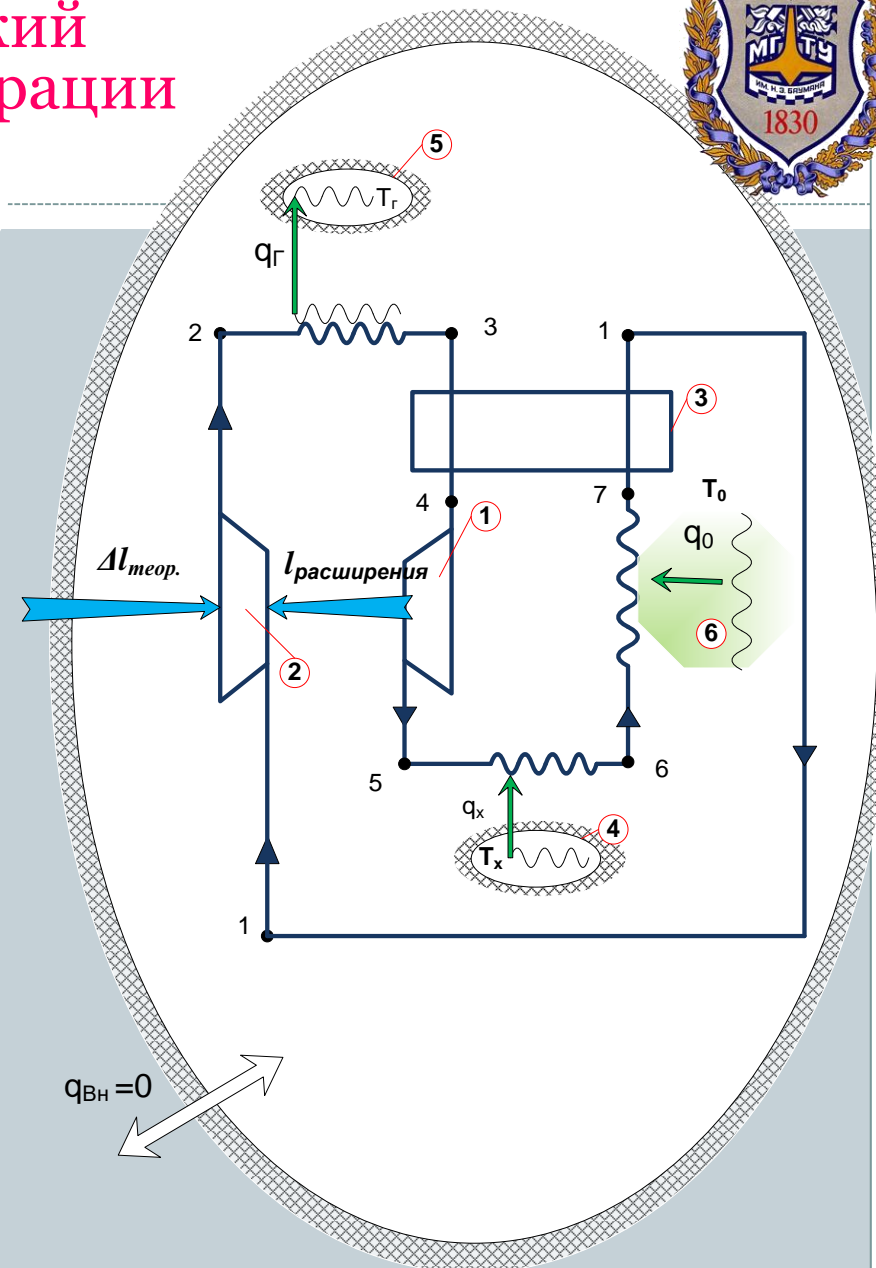 кий
рации
МГТУ
ИМ. Н. Э. БАУМАНА
1830
5
Tг
qГ
2
3
1
3
4
7
T0
1
q0
Δlтеор.
lрасширения
6
2
5
6
qx
4
Tx
1
qВн =0